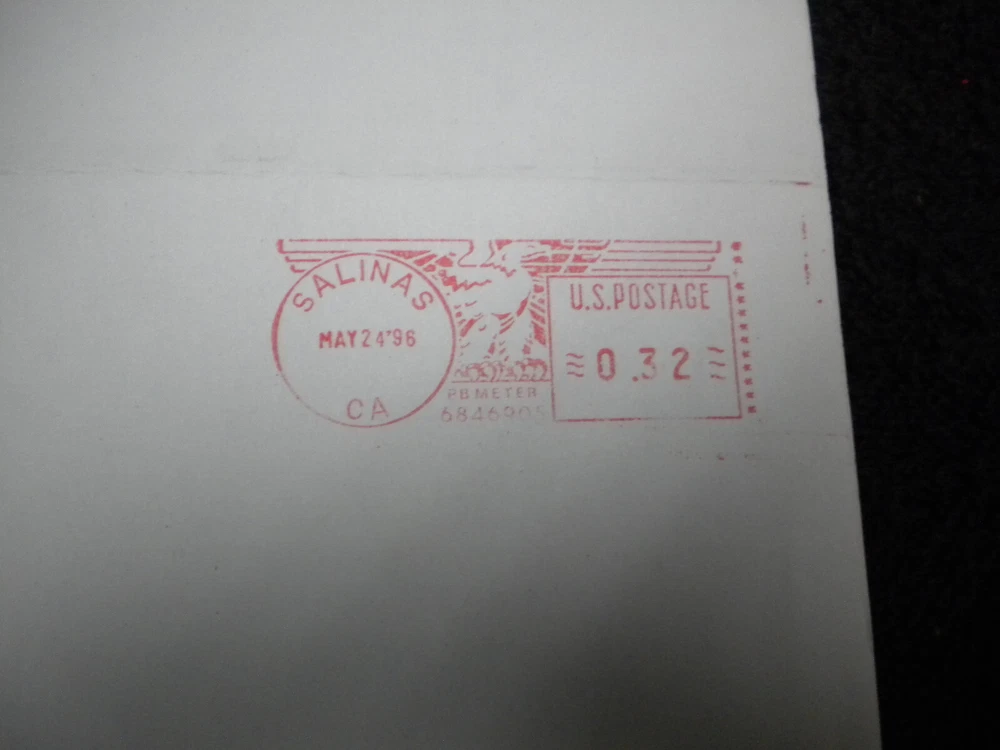 SALINAS
MAY 24'96
CA
PB METER
6846905
U.S. POSTAGE
0.32